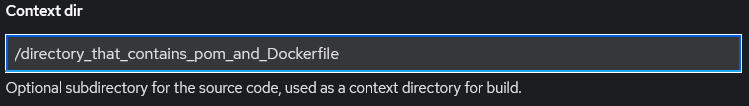 Context dir
/directory_that_contains_pom_and_Dockerfile
Optional subdirectory for the source code, used as a context directory for build.